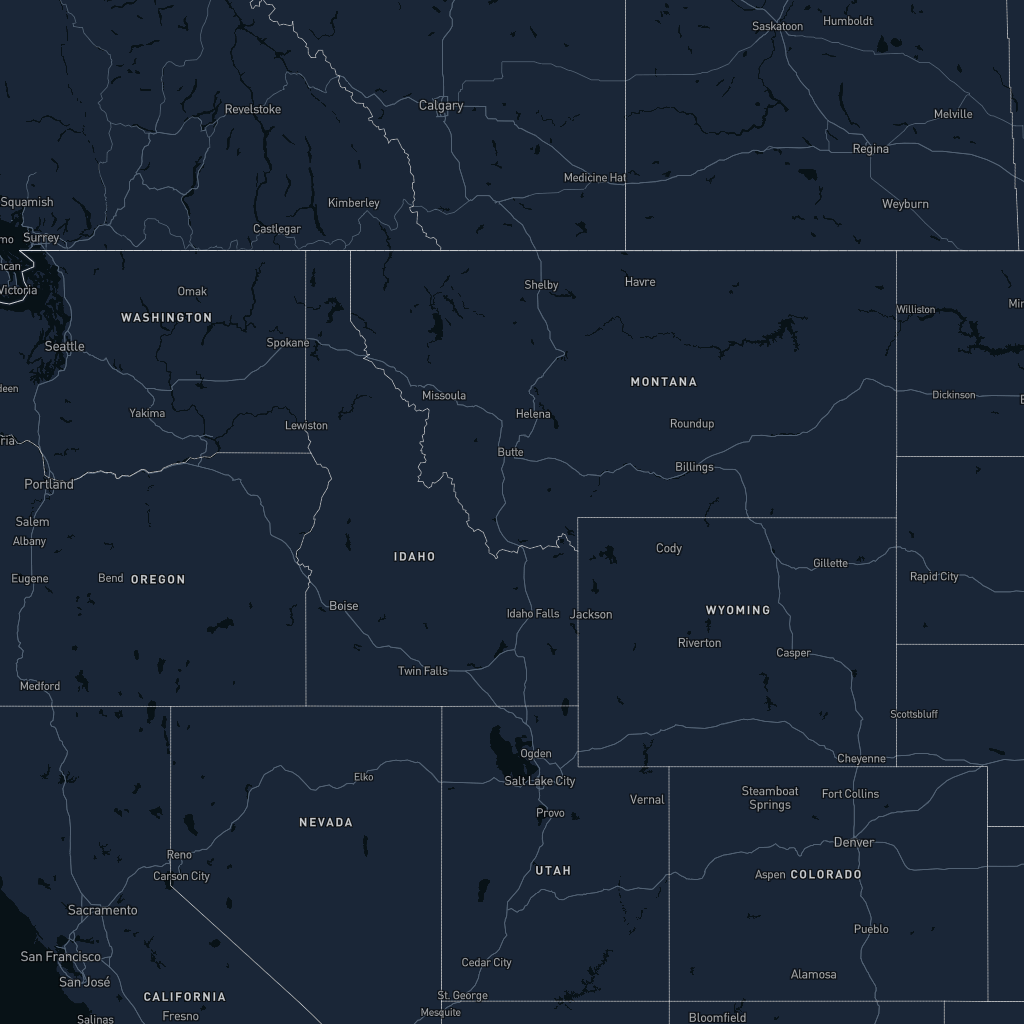 Saskatoon
Humboldt
Revelstoke
Calgary
Melville
Regina
Medicine Hat
Squamish
Kimberley
Weyburn
Castlegar
Surrey
mo
ncan
Victoria
Omak
Shelby
Havre
Williston
Min
WASHINGTON
Seattle
Spokane
MONTANA
deen
Missoula
Dickinson
Yakima
Helena
Roundup
Lewiston
ria
Butte
Billings
Portland
Salem
Albany
Cody
IDAHO
Gillette
Eugene
Bend
OREGON
Rapid City
Boise
Idaho Falls
Jackson
WYOMING
Riverton
Casper
Twin Falls
Medford
Scottsbluff
Ogden
Cheyenne
Elko
Salt Lake City
Vernal
Steamboat
Springs
Fort Collins
Provo
NEVADA
Denver
Reno
Carson City
UTAH
Aspen
COLORADO
Sacramento
Pueblo
San Francisco
Cedar City
Alamosa
San José
CALIFORNIA
St. George
Mesquite
Salinas
Fresno
Bloomfield